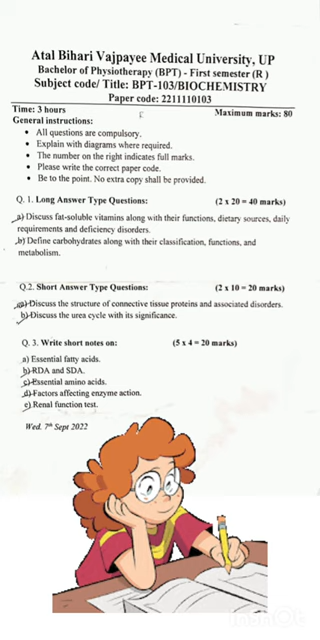 Atal Bihari Vajpayee Medical University, UP
Bachelor of Physiotherapy (BPT) - First semester (R )
Subject code/ Title: BPT-103/BIOCHEMISTRY
Paper code: 2211110103
Time: 3 hours Maximum marks: 80
General instructions:
• All questions are compulsory.
• Explain with diagrams where required.
• The number on the right indicates full marks.
• Please write the correct paper code.
• Be to the point. No extra copy shall be provided.
Q. 1. Long Answer Type Questions: (2 x 20 = 40 marks)
a) Discuss fat-soluble vitamins along with their functions, dietary sources, daily
requirements and deficiency disorders.
b) Define carbohydrates along with their classification, functions, and
metabolism.
Q.2. Short Answer Type Questions: (2 x 10 = 20 marks)
a) Discuss the structure of connective tissue proteins and associated disorders.
b) Discuss the urea cycle with its significance.
Q. 3. Write short notes on: (5 x 4 = 20 marks)
a) Essential fatty acids.
b) RDA and SDA.
c) Essential amino acids.
d) Factors affecting enzyme action.
e) Renal function test.
Wed. 7th Sept 2022